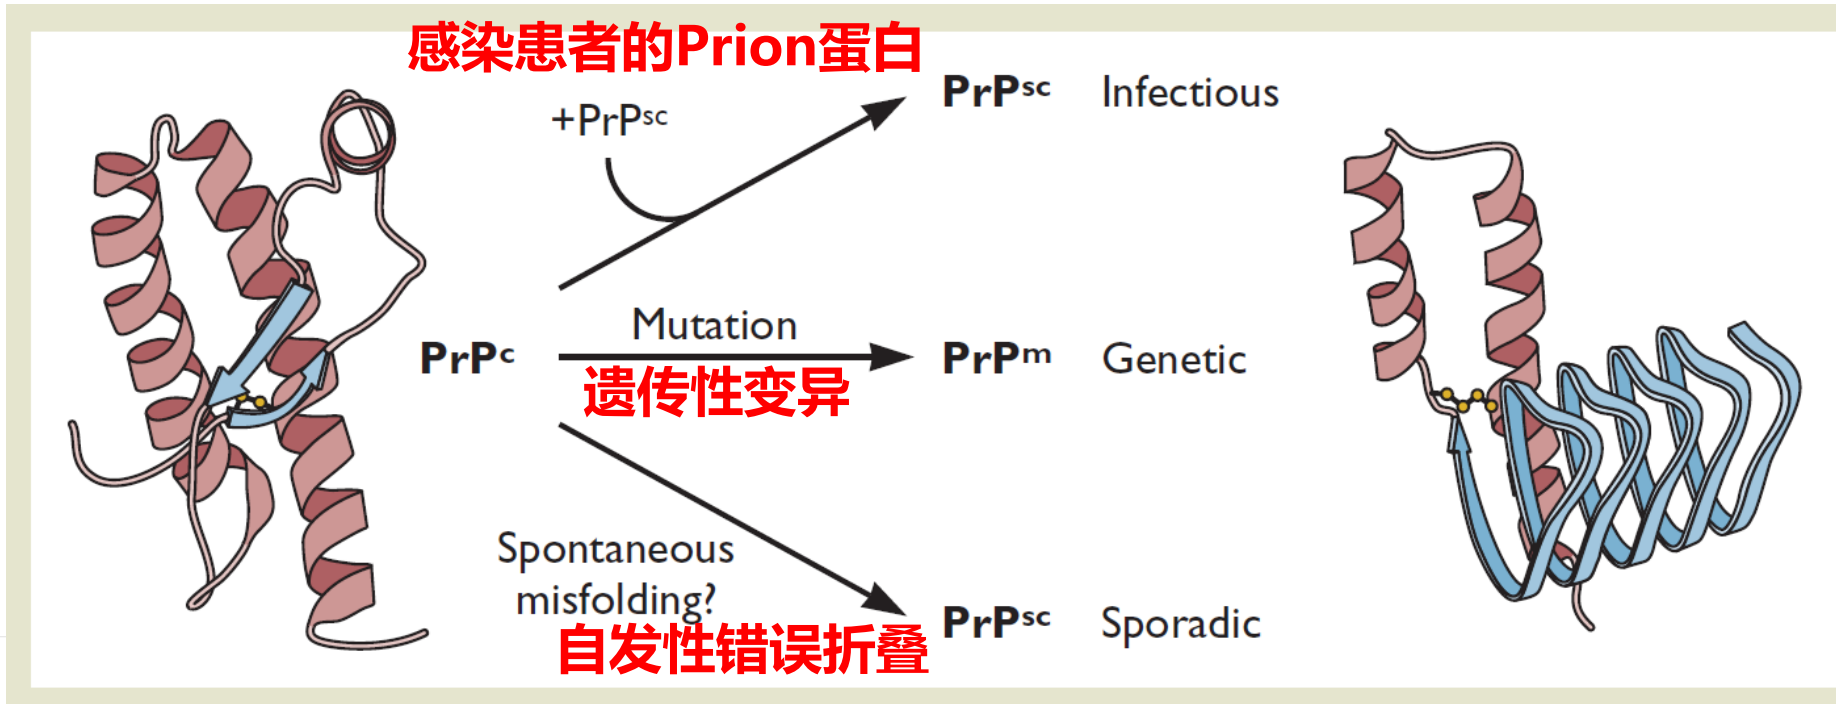 感染患者的Prion蛋白
+PrPsc
PrPsc Infectious
Mutation
PrPc
PrPm Genetic
遗传性变异
Spontaneous
misfolding?
PrPsc Sporadic
自发性错误折叠